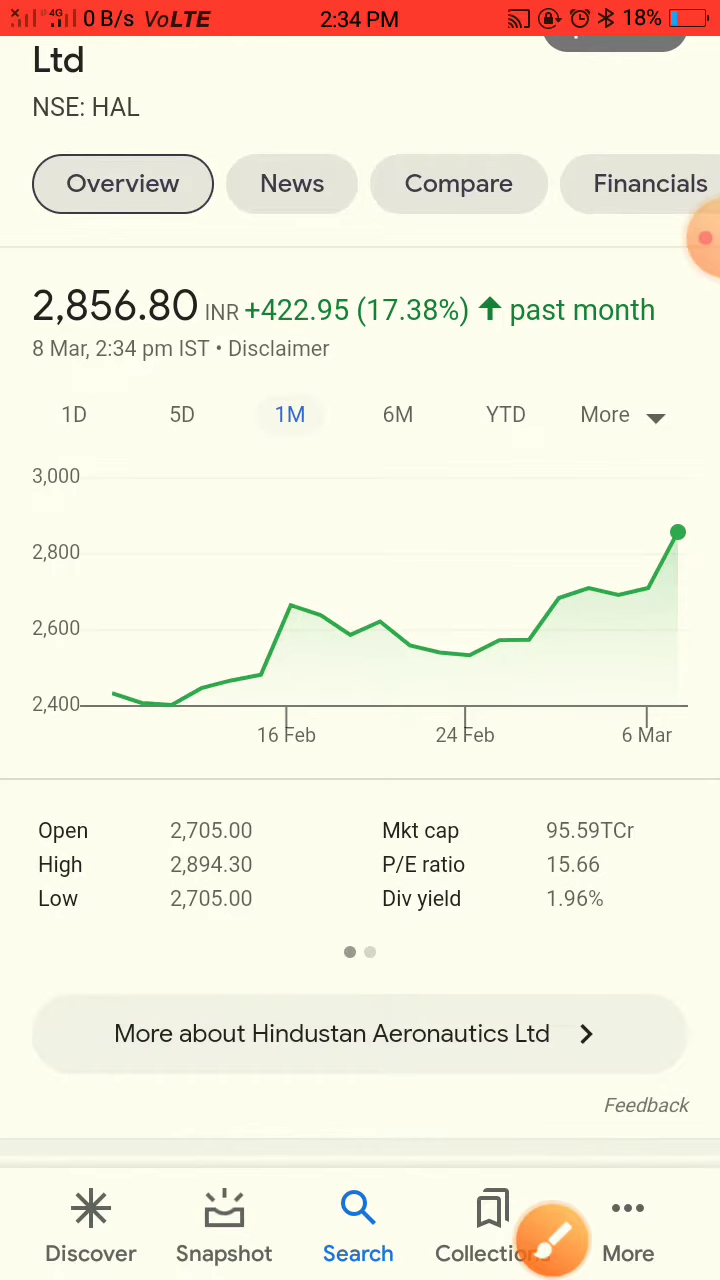 4G 0 B/s VoLTE 2:34 PM 18%
Ltd
NSE: HAL
Overview News Compare Financials
2,856.80 INR +422.95 (17.38%) past month
8 Mar, 2:34 pm IST • Disclaimer
1D 5D 1M 6M YTD More
3,000
2,800
2,600
2,400
16 Feb 24 Feb 6 Mar
Open 2,705.00 Mkt cap 95.59TCr
High 2,894.30 P/E ratio 15.66
Low 2,705.00 Div yield 1.96%
More about Hindustan Aeronautics Ltd
Feedback
Discover Snapshot Search Collectio More